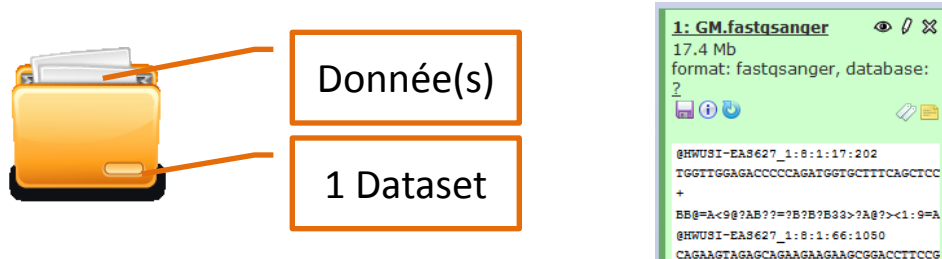 Donnée(s)
1 Dataset
1: GM.fastqsanger
17.4 Mb
format: fastqsanger, database:
?
@HWUSI-EAS627_1:8:1:17:202
TGGTTGGAGACCCCCAGATGGTGCTTTCAGCTCC
+
BB@=A<9@?AB??=?B?B?B33>?A@?><1:9=A
@HWUSI-EAS627_1:8:1:66:1050
CAGAAGTAGAGCAGAAGAAGAAGCGGACCTTCCG